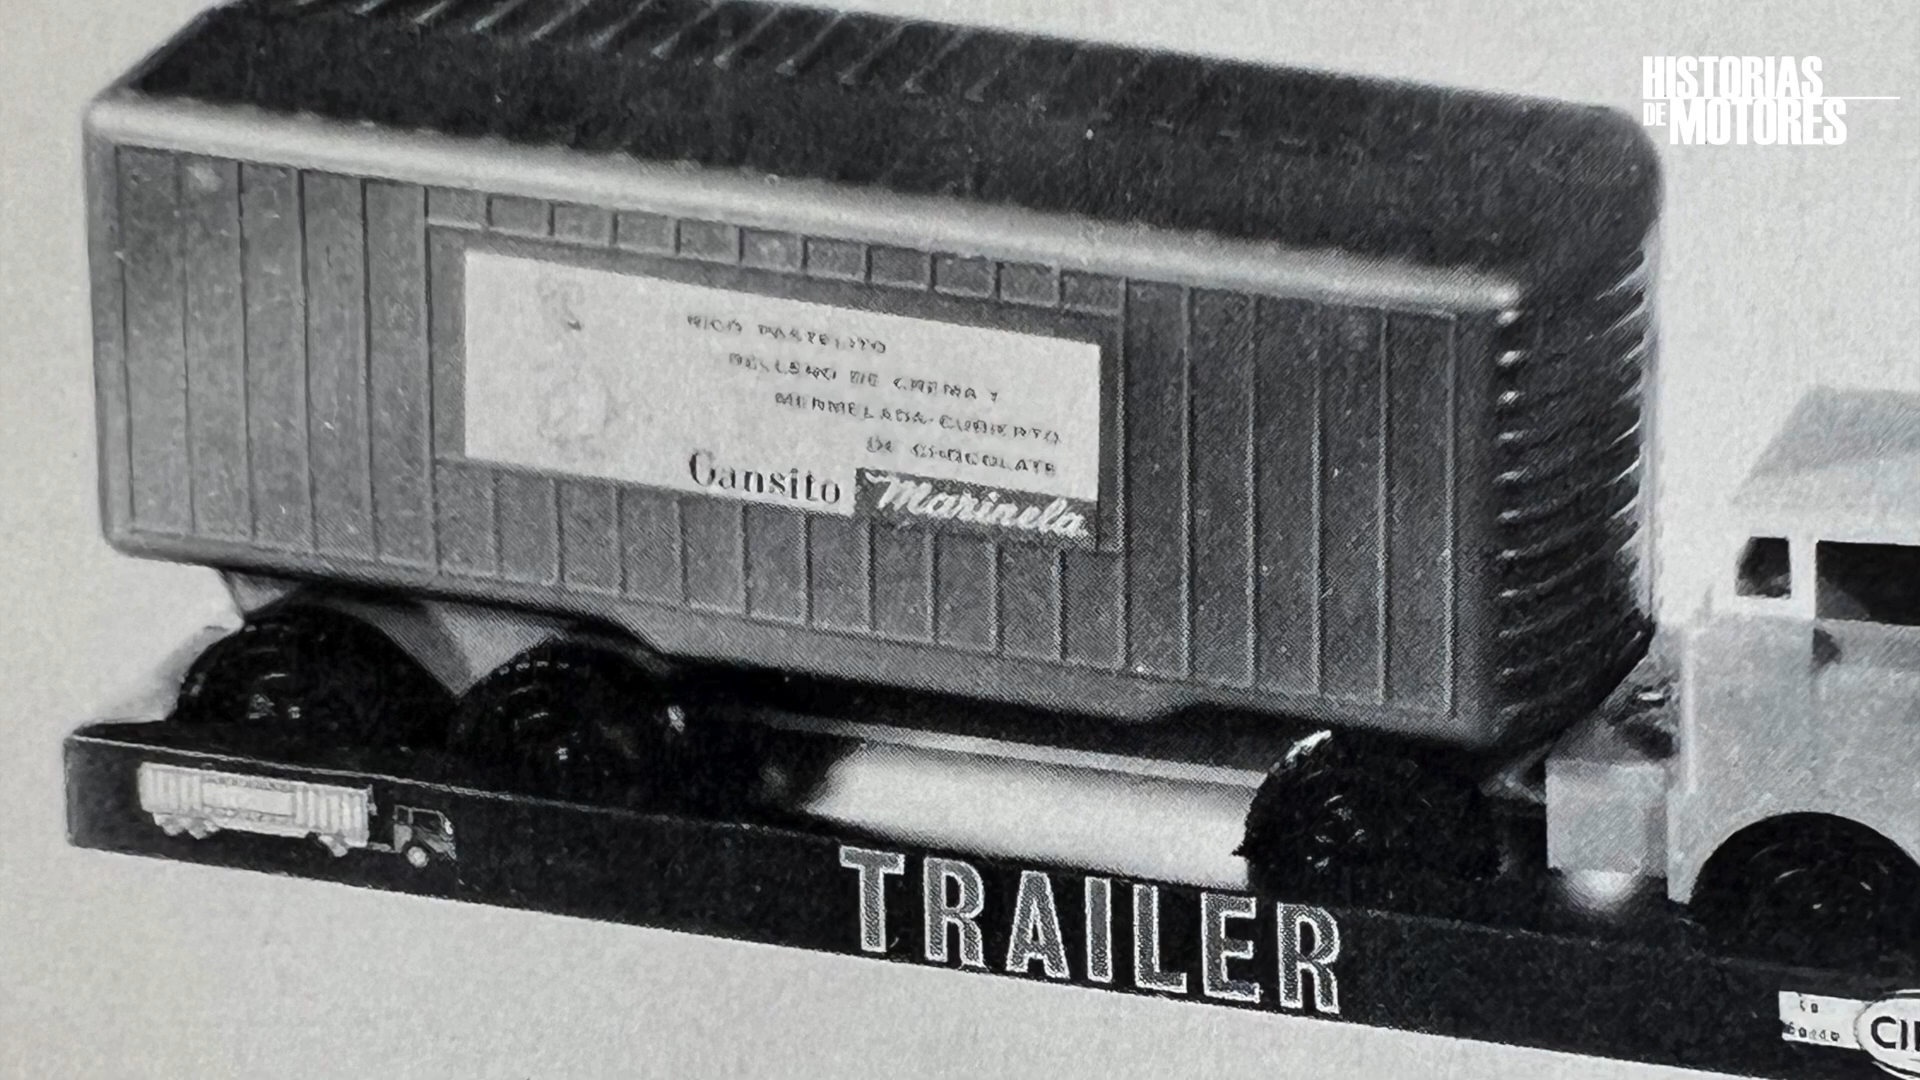 HISTORIAS
DE MOTORES
RICO PASTELITO
RELLENO DE CREMA Y
MERMELADA-CUBIERTO
DE CHOCOLATE
Gansito Marinela
TRAILER